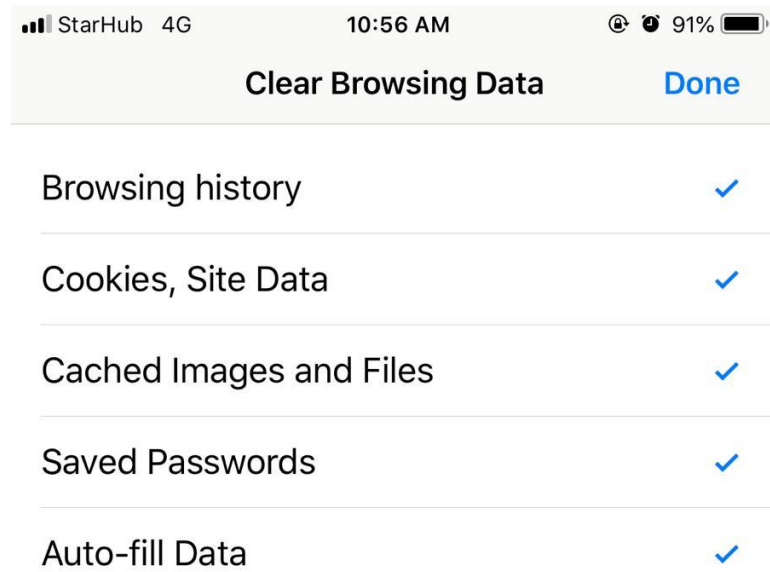 StarHub 4G 10:56 AM 91%
Clear Browsing Data Done
Browsing history
Cookies, Site Data
Cached Images and Files
Saved Passwords
Auto-fill Data